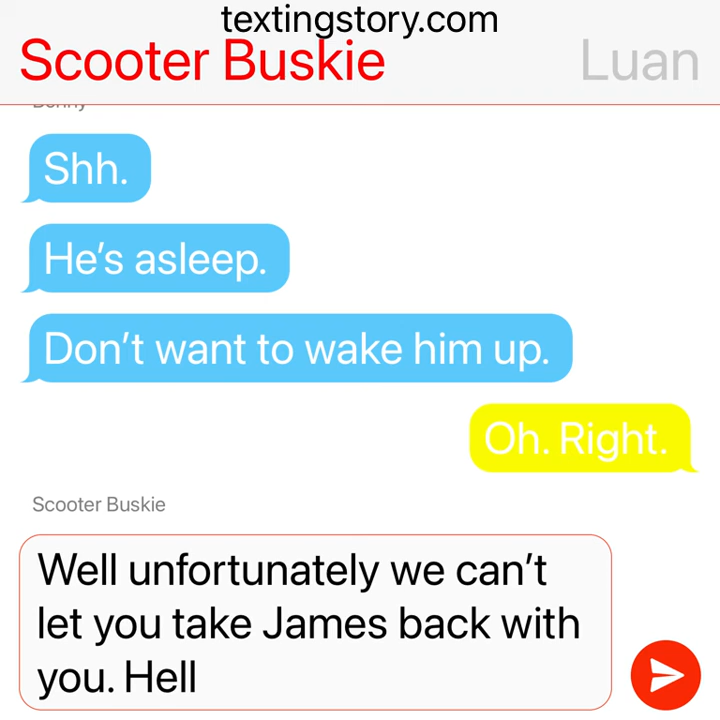 textingstory.com
Scooter Buskie
Luan
Shh.
He’s asleep.
Don’t want to wake him up.
Oh. Right.
Scooter Buskie
Well unfortunately we can’t
let you take James back with
you. Hell